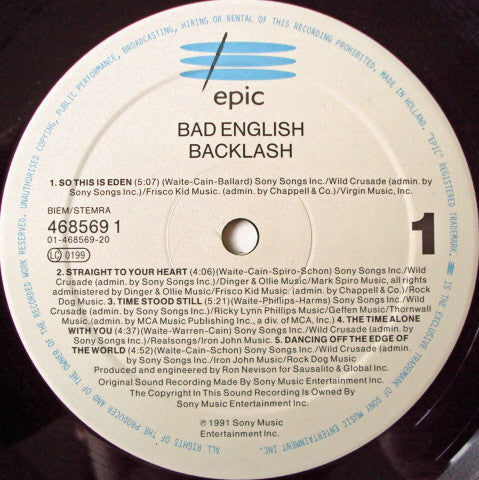 ALL RIGHTS OF THE PRODUCER AND OF THE OWNER OF THE RECORDED WORK RESERVED. UNAUTHORISED COPYING, PUBLIC PERFORMANCE, BROADCASTING, HIRING OR RENTAL OF THIS RECORDING PROHIBITED. MADE IN HOLLAND. "EPIC" REGISTERED TRADEMARK. IS THE EXCLUSIVE TRADEMARK OF SONY MUSIC ENTERTAINMENT INC.
epic
BAD ENGLISH
BACKLASH
1. SO THIS IS EDEN (5:07) (Waite-Cain-Ballard) Sony Songs Inc./Wild Crusade (admin. by
Sony Songs Inc.)/Frisco Kid Music. (admin. by Chappell & Co.)/Virgin Music, Inc.
BIEM/STEMRA
468569 1
01-468569-20
LC 0199
1
2. STRAIGHT TO YOUR HEART (4:06) (Waite-Cain-Spiro-Schon) Sony Songs Inc./Wild
Crusade (admin. by Sony Songs Inc.)/Dinger & Ollie Music/Mark Spiro Music, all rights
administered by Dinger & Ollie Music/Frisco Kid Music: (admin. by Chappell & Co.)/Rock
Dog Music. 3. TIME STOOD STILL (5:21) (Waite-Phillips-Harms) Sony Songs Inc./Wild
Crusade (admin. by Sony Songs Inc.)/Ricky Lynn Phillips Music/Geffen Music/Thornwall
Music, (admin. by MCA Music Publishing Inc., a div. of MCA, Inc.) 4. THE TIME ALONE
WITH YOU (4:37) (Waite-Warren-Cain) Sony Songs Inc./Wild Crusade (admin. by Sony
Songs Inc.)/Realsongs/Iron John Music. 5. DANCING OFF THE EDGE OF
THE WORLD (4:52) (Waite-Cain-Schon) Sony Songs Inc./Wild Crusade (admin. by
Sony Songs Inc.)/Iron John Music/Rock Dog Music
Produced and engineered by Ron Nevison for Sausalito & Global Inc.
Original Sound Recording Made By Sony Music Entertainment Inc.
The Copyright In This Sound Recording Is Owned By
Sony Music Entertainment Inc.
℗ 1991 Sony Music
Entertainment Inc.